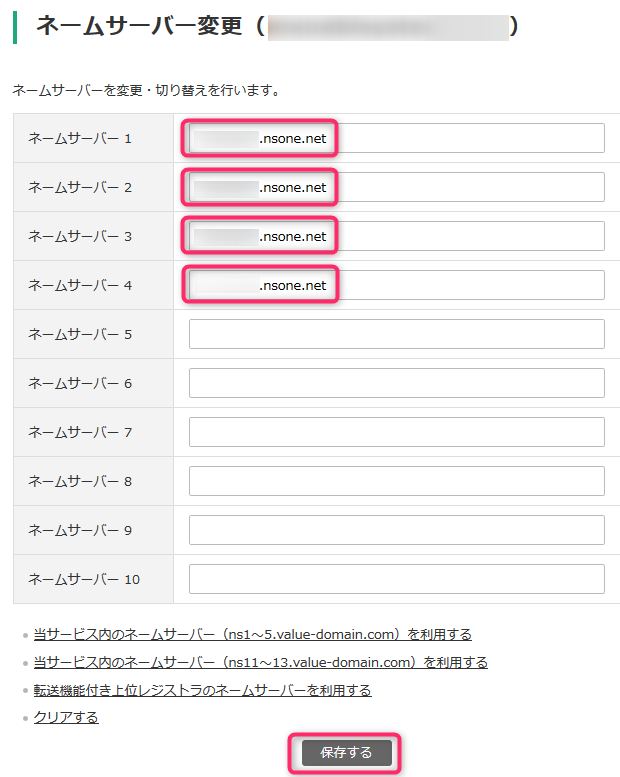 ネームサーバー変更（　）
ネームサーバーを変更・切り替えを行います。
ネームサーバー 1 .nsone.net
ネームサーバー 2 .nsone.net
ネームサーバー 3 .nsone.net
ネームサーバー 4 .nsone.net
ネームサーバー 5
ネームサーバー 6
ネームサーバー 7
ネームサーバー 8
ネームサーバー 9
ネームサーバー 10
当サービス内のネームサーバー（ns1～5.value-domain.com）を利用する
当サービス内のネームサーバー（ns11～13.value-domain.com）を利用する
転送機能付き上位レジストラのネームサーバーを利用する
クリアする
保存する